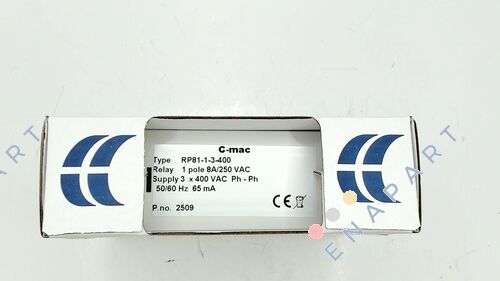 C-mac
Type RP81-1-3-400
Relay 1 pole 8A/250 VAC
Supply 3 x 400 VAC Ph - Ph
50/60 Hz 65 mA
P.no. 2509
CE
ENAPART
ENAPART